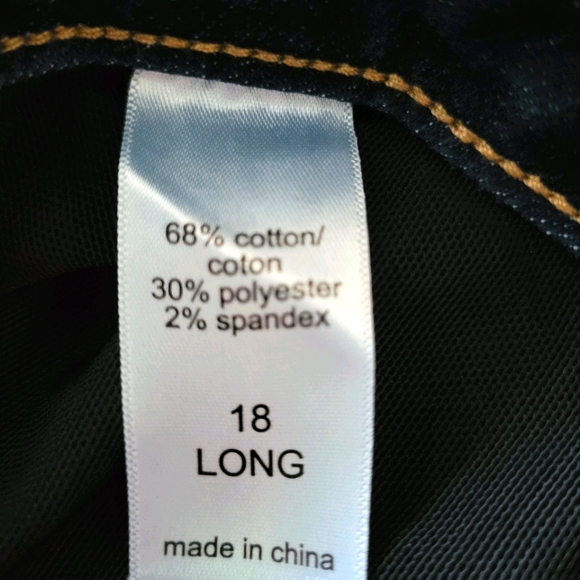 68% cotton/
coton
30% polyester
2% spandex
18
LONG
made in china